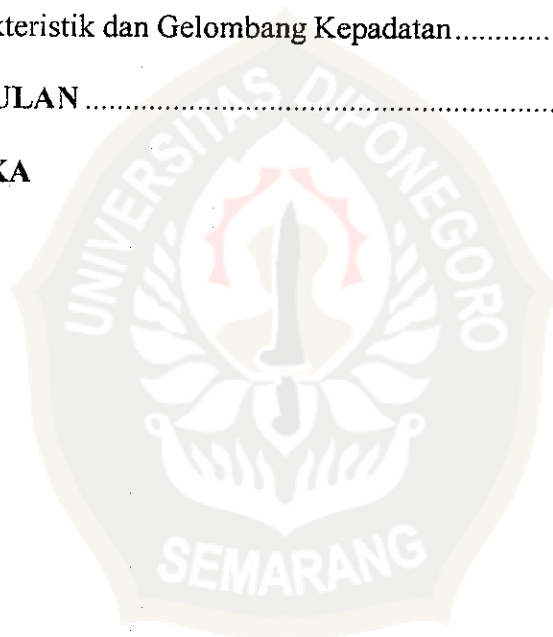 kteristik dan Gelombang Kepadatan............
ULAN............................................................
KA
UNIVERSITAS DIPONEGORO
SEMARANG